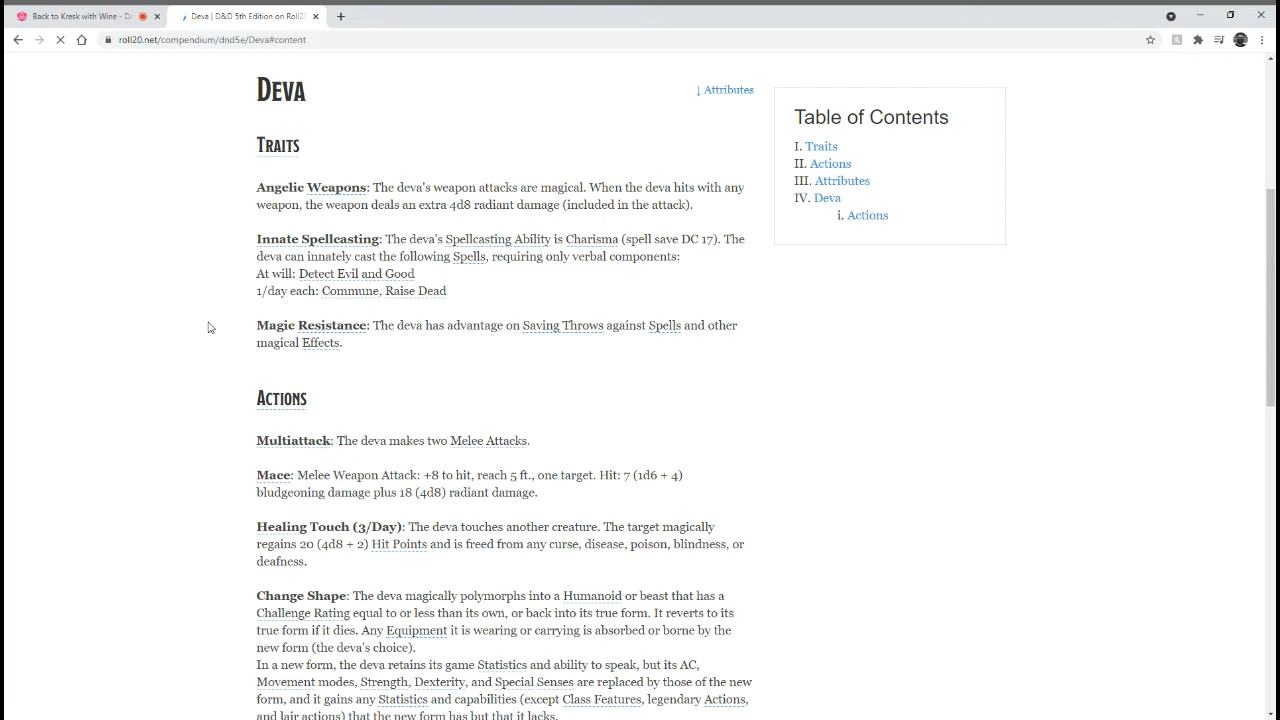 Back to Kresk with Wine - D
Deva | D&D 5th Edition on Roll2
roll20.net/compendium/dnd5e/Deva#content
DEVA
↓ Attributes
TRAITS
Angelic Weapons: The deva's weapon attacks are magical. When the deva hits with any
weapon, the weapon deals an extra 4d8 radiant damage (included in the attack).
Innate Spellcasting: The deva's Spellcasting Ability is Charisma (spell save DC 17). The
deva can innately cast the following Spells, requiring only verbal components:
At will: Detect Evil and Good
1/day each: Commune, Raise Dead
Magic Resistance: The deva has advantage on Saving Throws against Spells and other
magical Effects.
ACTIONS
Multiattack: The deva makes two Melee Attacks.
Mace: Melee Weapon Attack: +8 to hit, reach 5 ft., one target. Hit: 7 (1d6 + 4)
bludgeoning damage plus 18 (4d8) radiant damage.
Healing Touch (3/Day): The deva touches another creature. The target magically
regains 20 (4d8 + 2) Hit Points and is freed from any curse, disease, poison, blindness, or
deafness.
Change Shape: The deva magically polymorphs into a Humanoid or beast that has a
Challenge Rating equal to or less than its own, or back into its true form. It reverts to its
true form if it dies. Any Equipment it is wearing or carrying is absorbed or borne by the
new form (the deva's choice).
In a new form, the deva retains its game Statistics and ability to speak, but its AC,
Movement modes, Strength, Dexterity, and Special Senses are replaced by those of the new
form, and it gains any Statistics and capabilities (except Class Features, legendary Actions,
and lair actions) that the new form has but that it lacks.
Table of Contents
I. Traits
II. Actions
III. Attributes
IV. Deva
i. Actions